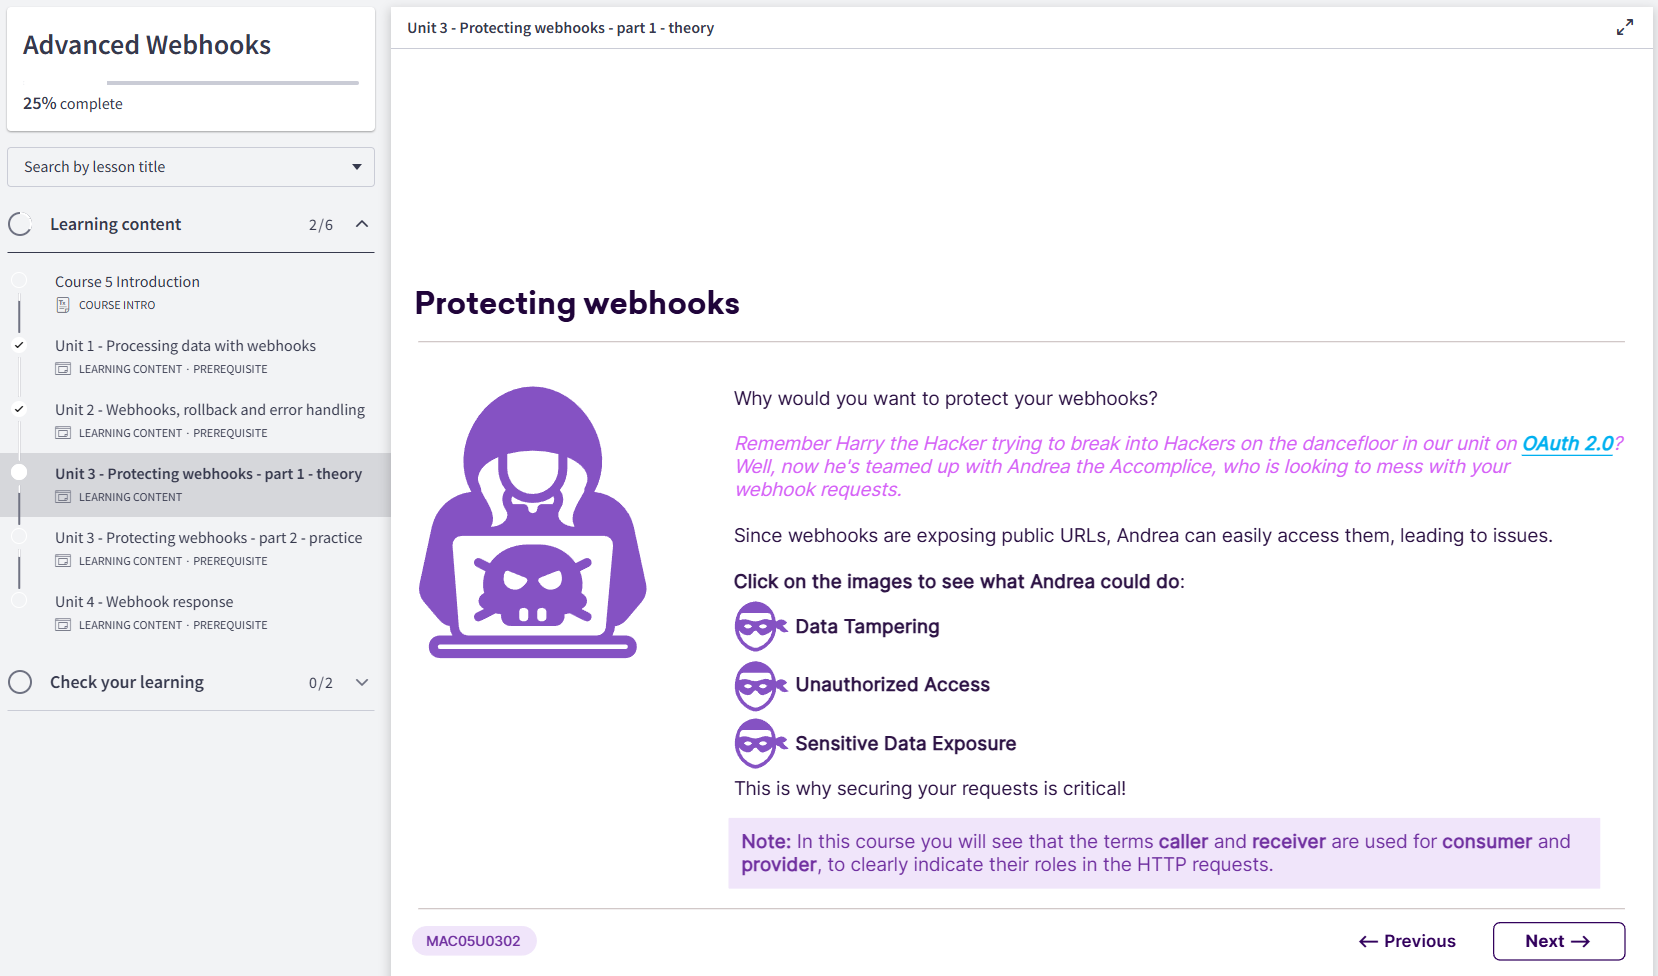 Advanced Webhooks
25% complete
Search by lesson title
Learning content 2/6
Course 5 Introduction
COURSE INTRO
Unit 1 - Processing data with webhooks
LEARNING CONTENT · PREREQUISITE
Unit 2 - Webhooks, rollback and error handling
LEARNING CONTENT · PREREQUISITE
Unit 3 - Protecting webhooks - part 1 - theory
LEARNING CONTENT
Unit 3 - Protecting webhooks - part 2 - practice
LEARNING CONTENT · PREREQUISITE
Unit 4 - Webhook response
LEARNING CONTENT · PREREQUISITE
Check your learning 0/2
Unit 3 - Protecting webhooks - part 1 - theory
Protecting webhooks
Why would you want to protect your webhooks?
Remember Harry the Hacker trying to break into Hackers on the dancefloor in our unit on OAuth 2.0?
Well, now he's teamed up with Andrea the Accomplice, who is looking to mess with your
webhook requests.
Since webhooks are exposing public URLs, Andrea can easily access them, leading to issues.
Click on the images to see what Andrea could do:
Data Tampering
Unauthorized Access
Sensitive Data Exposure
This is why securing your requests is critical!
Note: In this course you will see that the terms caller and receiver are used for consumer and
provider, to clearly indicate their roles in the HTTP requests.
MAC05U0302
← Previous
Next →